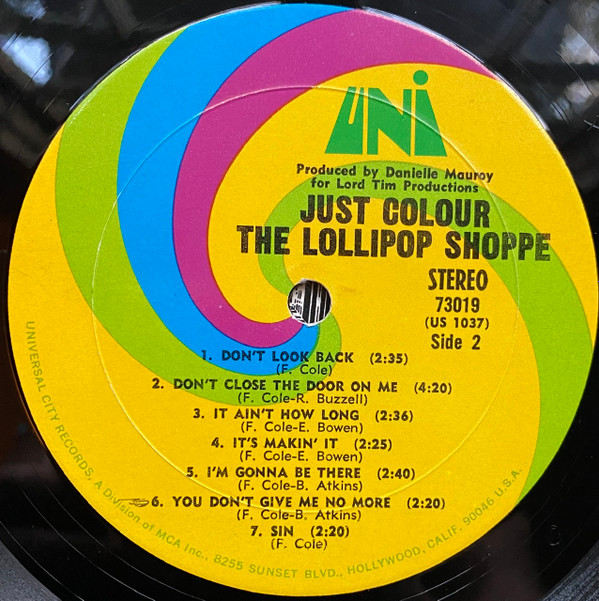 UNi
Produced by Danielle Mauroy
for Lord Tim Productions
JUST COLOUR
THE LOLLIPOP SHOPPE
STEREO
73019
(US 1037)
Side 2
1. DON'T LOOK BACK (2:35)
(F. Cole)
2. DON'T CLOSE THE DOOR ON ME (4:20)
(F. Cole-R. Buzzell)
3. IT AIN'T HOW LONG (2:36)
(F. Cole-E. Bowen)
4. IT'S MAKIN' IT (2:25)
(F. Cole-E. Bowen)
5. I'M GONNA BE THERE (2:40)
(F. Cole-B. Atkins)
6. YOU DON'T GIVE ME NO MORE (2:20)
(F. Cole-B. Atkins)
7. SIN (2:20)
(F. Cole)
UNIVERSAL CITY RECORDS, A Division of MCA Inc., 8255 SUNSET BLVD., HOLLYWOOD, CALIF. 90046 U.S.A.